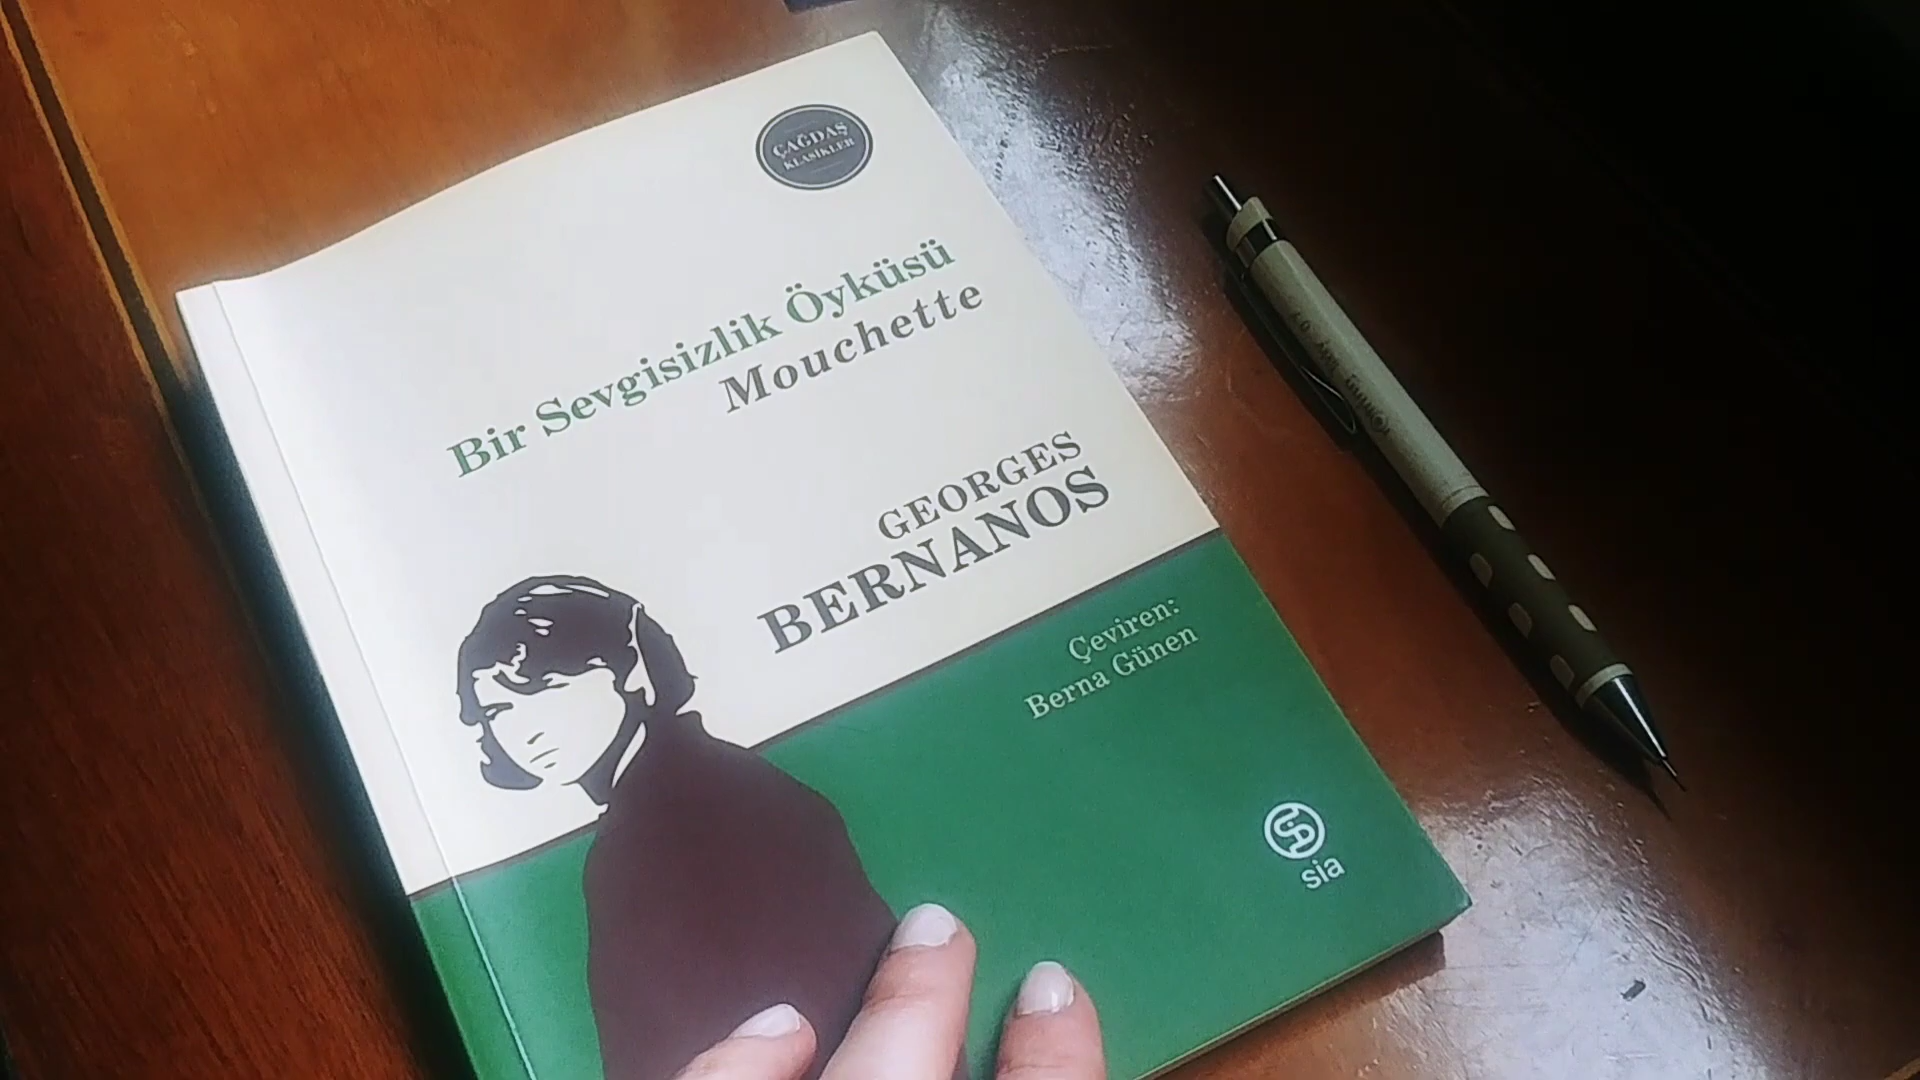 ÇAĞDAŞ
KLASİKLER
Bir Sevgisizlik Öyküsü
Mouchette
GEORGES
BERNANOS
Çeviren:
Berna Günen
sia